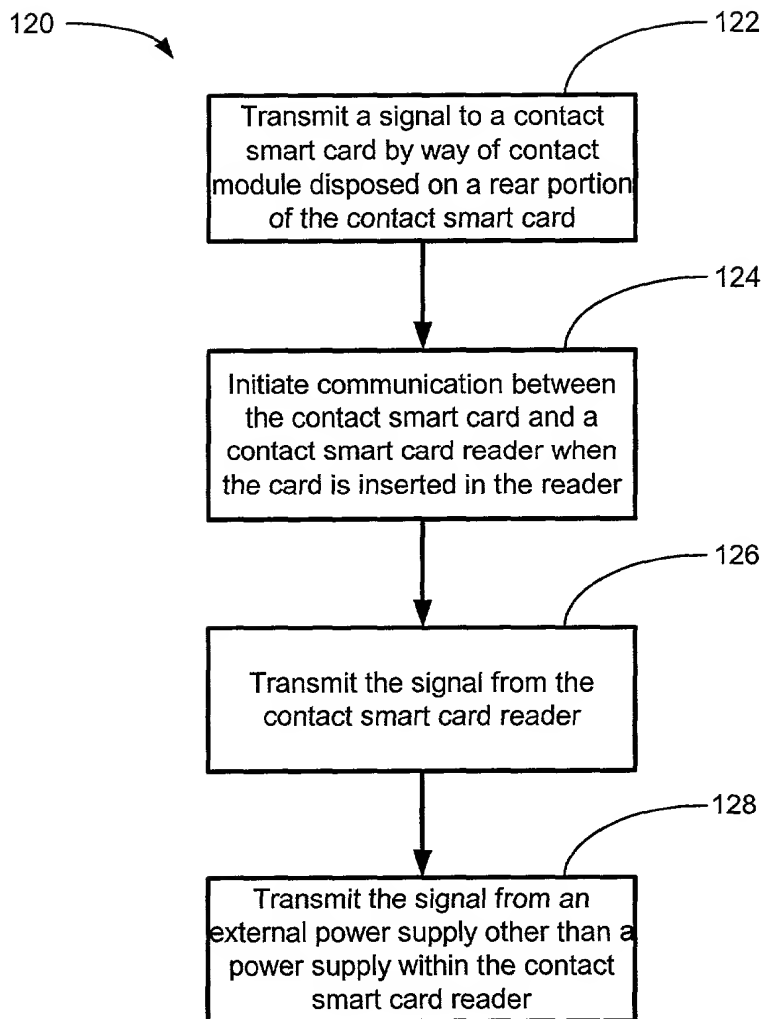 120
122
Transmit a signal to a contact
smart card by way of contact
module disposed on a rear portion
of the contact smart card
124
Initiate communication between
the contact smart card and a
contact smart card reader when
the card is inserted in the reader
126
Transmit the signal from the
contact smart card reader
128
Transmit the signal from an
external power supply other than a
power supply within the contact
smart card reader